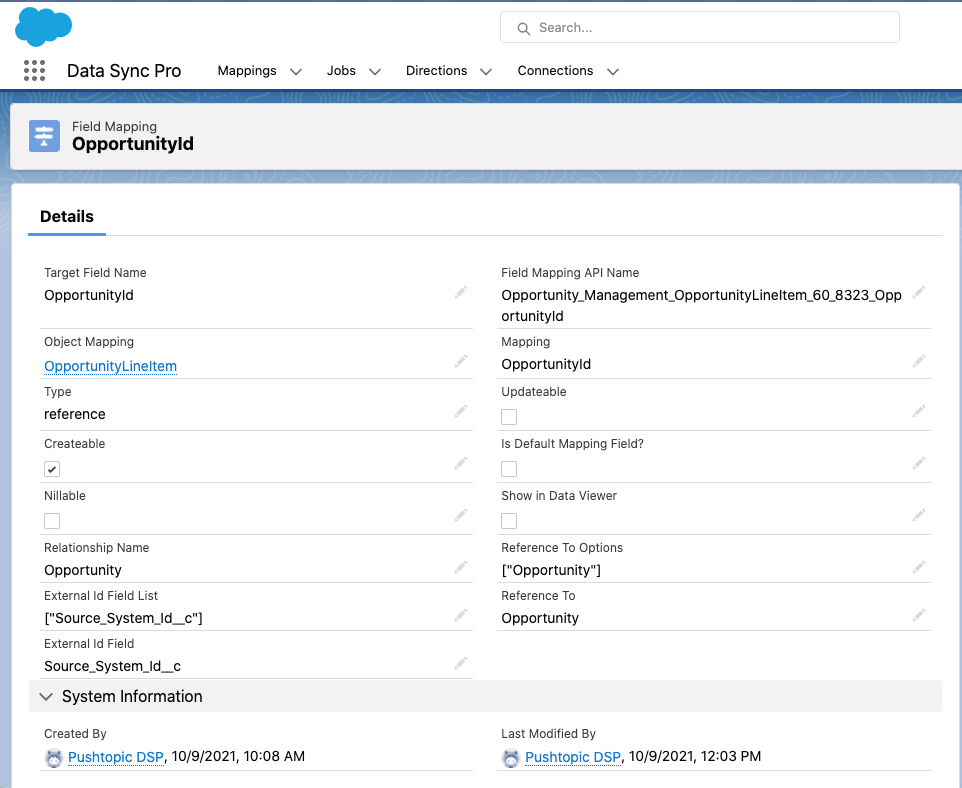 Search...
Data Sync Pro
Mappings
Jobs
Directions
Connections
Field Mapping
OpportunityId
Details
Target Field Name
OpportunityId
Field Mapping API Name
Opportunity_Management_OpportunityLineItem_60_8323_Opp
ortunityId
Object Mapping
OpportunityLineItem
Mapping
OpportunityId
Type
reference
Updateable
Createable
Is Default Mapping Field?
Nillable
Show in Data Viewer
Relationship Name
Opportunity
Reference To Options
["Opportunity"]
External Id Field List
["Source_System_Id__c"]
Reference To
Opportunity
External Id Field
Source_System_Id__c
System Information
Created By
Pushtopic DSP, 10/9/2021, 10:08 AM
Last Modified By
Pushtopic DSP, 10/9/2021, 12:03 PM